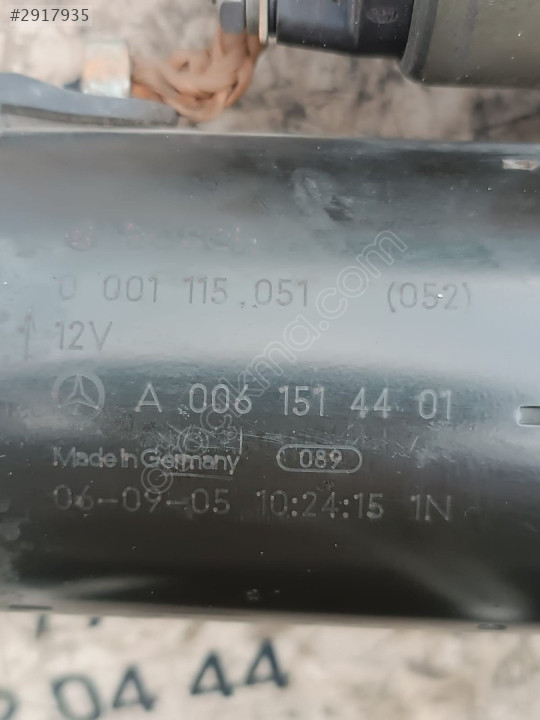 #2917935
0 001 115 051 (052)
12V
A 006 151 44 01
Made in Germany 089
06-09-05 10:24:15 1N
0 44